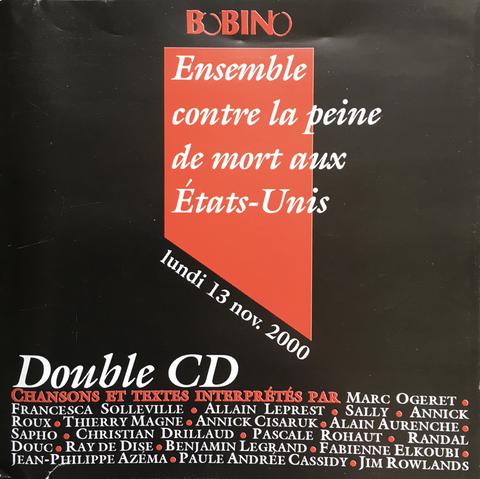 BOBINO
Ensemble
contre la peine
de mort aux
États-Unis
lundi 13 nov. 2000
Double CD
CHANSONS ET TEXTES INTERPRÉTÉS PAR MARC OGERET •
FRANCESCA SOLLEVILLE • ALLAIN LEPREST • SALLY • ANNICK
ROUX • THIERRY MAGNE • ANNICK CISARUK • ALAIN AURENCHE •
SAPHO • CHRISTIAN DRILLAUD • PASCALE ROHAUT • RANDAL
DOUC • RAY DE DISE • BENJAMIN LEGRAND • FABIENNE ELKOUBI •
JEAN-PHILIPPE AZÉMA • PAULE ANDRÉE CASSIDY • JIM ROWLANDS